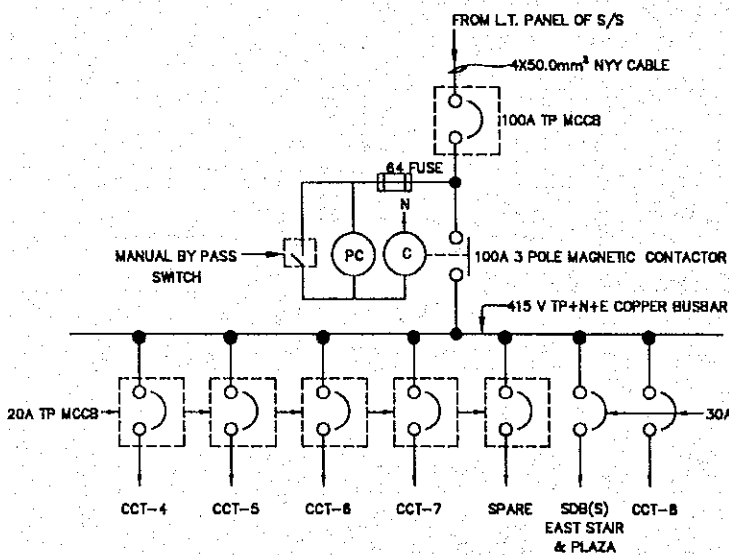 FROM L.T. PANEL OF S/S
4X50.0mm² NYY CABLE
100A TP MCCB
64 FUSE
N
MANUAL BY PASS
SWITCH
PC
C
100A 3 POLE MAGNETIC CONTACTOR
415 V TP+N+E COPPER BUSBAR
20A TP MCCB
30A
CCT-4
CCT-5
CCT-6
CCT-7
SPARE
SDB(S)
EAST STAIR
& PLAZA
CCT-8